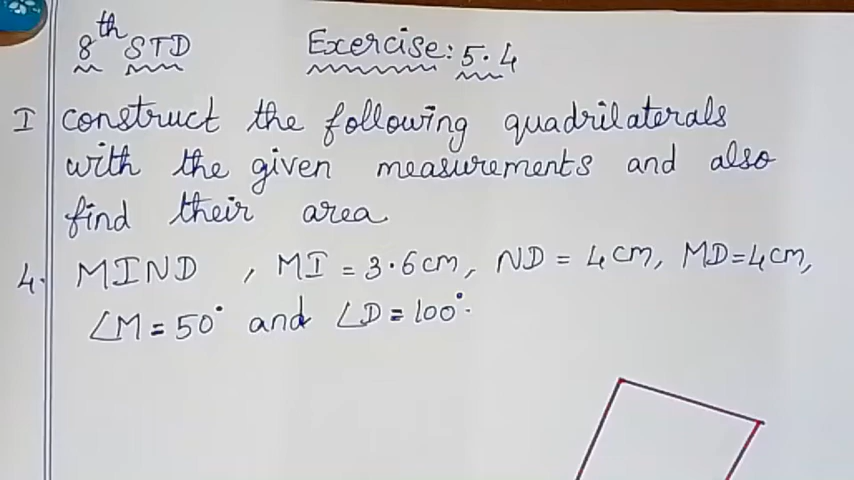 8th STD Exercise: 5.4
I construct the following quadrilaterals
with the given measurements and also
find their area
4. MIND, MI = 3.6cm, ND = 4cm, MD=4cm,
∠M = 50° and ∠D = 100°.